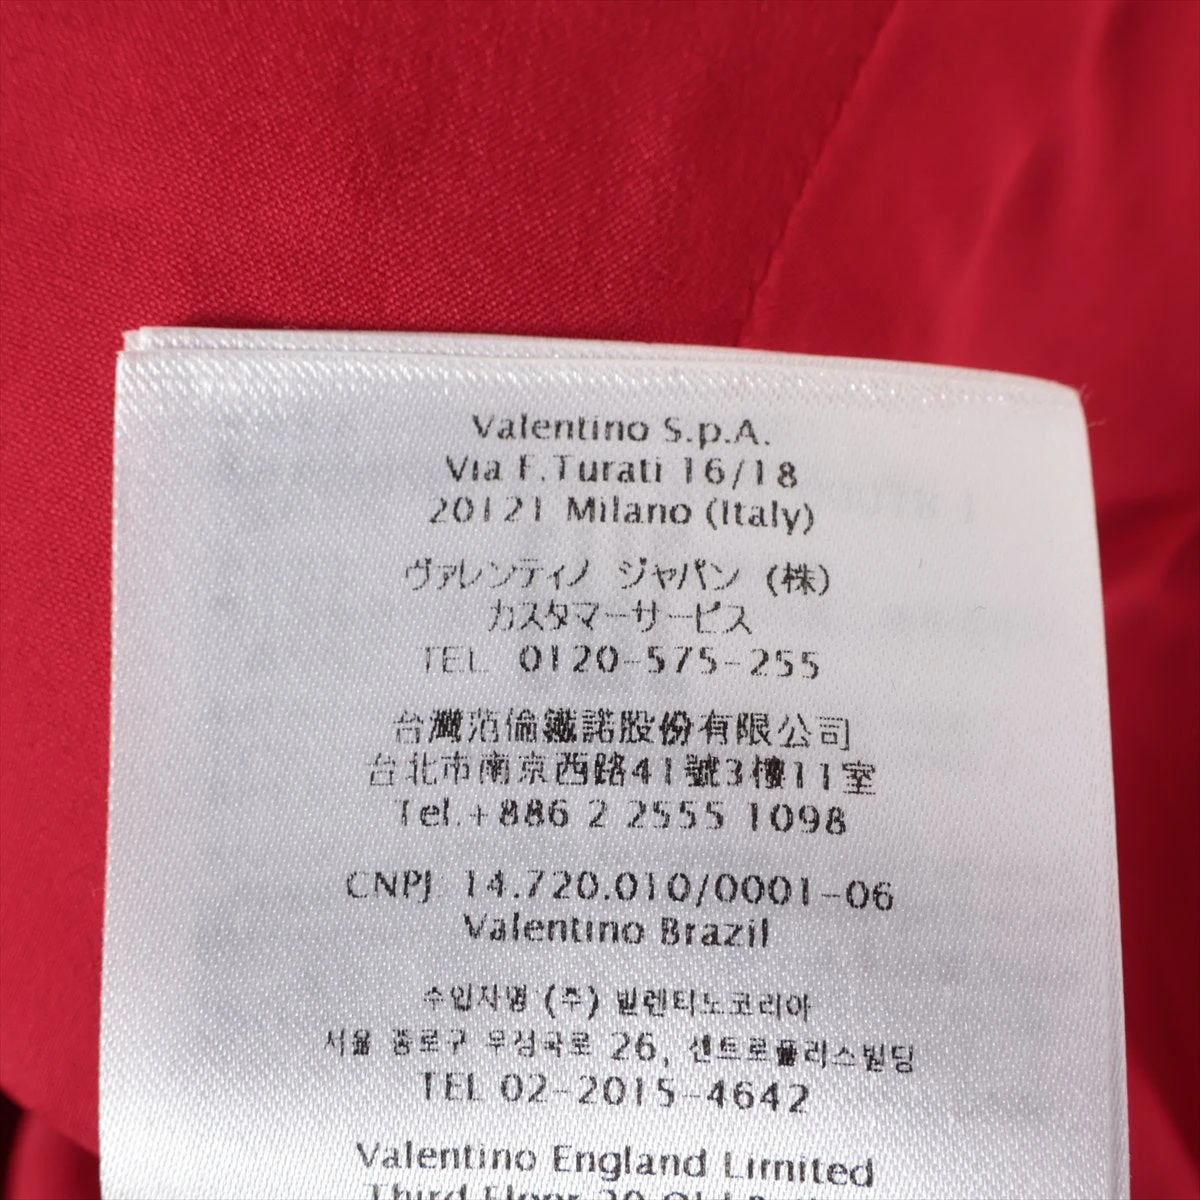 Valentino S.p.A.
Via F.Turati 16/18
20121 Milano (Italy)
ヴァレンティノ ジャパン (株)
カスタマーサービス
TEL 0120-575-255
台灣范倫鐵諾股份有限公司
台北市南京西路41號3樓11室
Tel.+886 2 2555 1098
CNPJ 14.720.010/0001-06
Valentino Brazil
수입자명 (주) 발렌티노코리아
서울 종로구 우정국로 26, 센트로폴리스빌딩
TEL 02-2015-4642
Valentino England Limited
Third Floor 20 Old